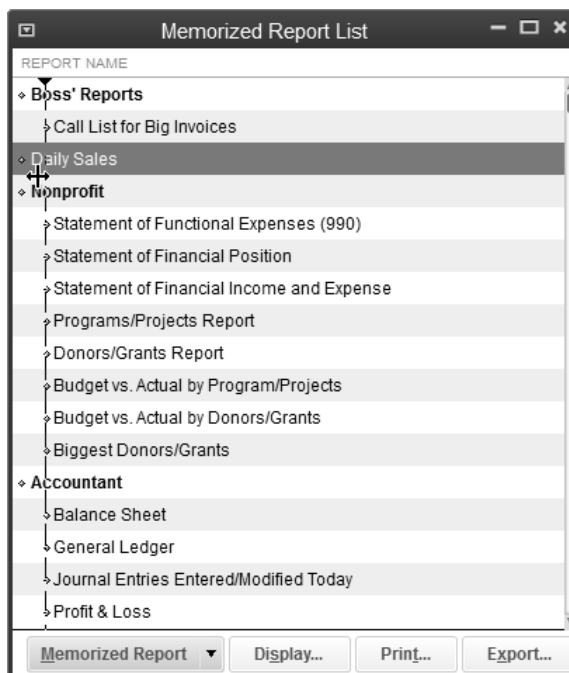 Memorized Report List
REPORT NAME
Boss' Reports
Call List for Big Invoices
Daily Sales
Nonprofit
Statement of Functional Expenses (990)
Statement of Financial Position
Statement of Financial Income and Expense
Programs/Projects Report
Donors/Grants Report
Budget vs. Actual by Program/Projects
Budget vs. Actual by Donors/Grants
Biggest Donors/Grants
Accountant
Balance Sheet
General Ledger
Journal Entries Entered/Modified Today
Profit & Loss
Memorized Report Display... Print... Export...